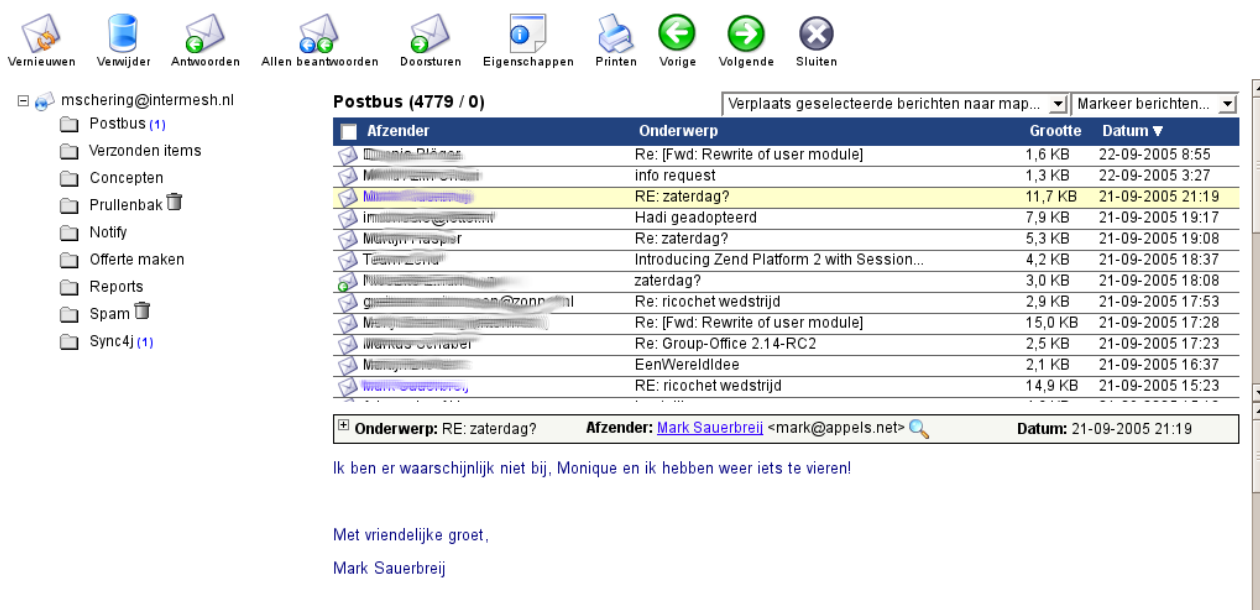 Vernieuwen Verwijder Antwoorden Allen beantwoorden Doorsturen Eigenschappen Printen Vorige Volgende Sluiten
mschering@intermesh.nl
Postbus (1)
Verzonden items
Concepten
Prullenbak
Notify
Offerte maken
Reports
Spam
Sync4j (1)
Postbus (4779 / 0) Verplaats geselecteerde berichten naar map... Markeer berichten...
Afzender Onderwerp Grootte Datum
Re: [Fwd: Rewrite of user module] 1,6 KB 22-09-2005 8:55
info request 1,3 KB 22-09-2005 3:27
RE: zaterdag? 11,7 KB 21-09-2005 21:19
Hadi geadopteerd 7,9 KB 21-09-2005 19:17
Re: zaterdag? 5,3 KB 21-09-2005 19:08
Introducing Zend Platform 2 with Session... 4,2 KB 21-09-2005 18:37
zaterdag? 3,0 KB 21-09-2005 18:08
Re: ricochet wedstrijd 2,9 KB 21-09-2005 17:53
Re: [Fwd: Rewrite of user module] 15,0 KB 21-09-2005 17:28
Re: Group-Office 2.14-RC2 2,5 KB 21-09-2005 17:23
EenWereldIdee 2,1 KB 21-09-2005 16:37
RE: ricochet wedstrijd 14,9 KB 21-09-2005 15:23
Onderwerp: RE: zaterdag? Afzender: Mark Sauerbreij <mark@appels.net> Datum: 21-09-2005 21:19
Ik ben er waarschijnlijk niet bij, Monique en ik hebben weer iets te vieren!
Met vriendelijke groet,
Mark Sauerbreij